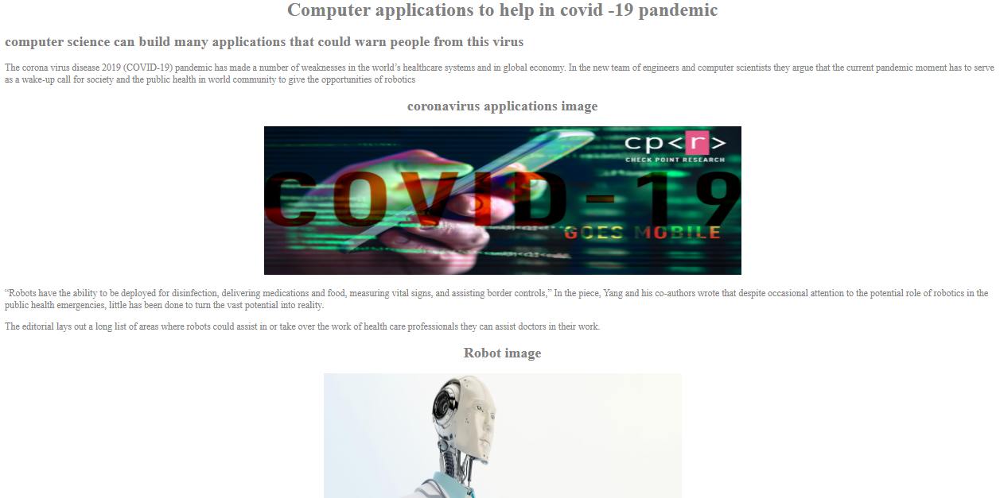 Computer applications to help in covid -19 pandemic
computer science can build many applications that could warn people from this virus
The corona virus disease 2019 (COVID-19) pandemic has made a number of weaknesses in the world’s healthcare systems and in global economy. In the new team of engineers and computer scientists they argue that the current pandemic moment has to serve
as a wake-up call for society and the public health in world community to give the opportunities of robotics
coronavirus applications image
cp<r>
CHECK POINT RESEARCH
COVID-19
GOES MOBILE
“Robots have the ability to be deployed for disinfection, delivering medications and food, measuring vital signs, and assisting border controls,” In the piece, Yang and his co-authors wrote that despite occasional attention to the potential role of robotics in the
public health emergencies, little has been done to turn the vast potential into reality.
The editorial lays out a long list of areas where robots could assist in or take over the work of health care professionals they can assist doctors in their work.
Robot image